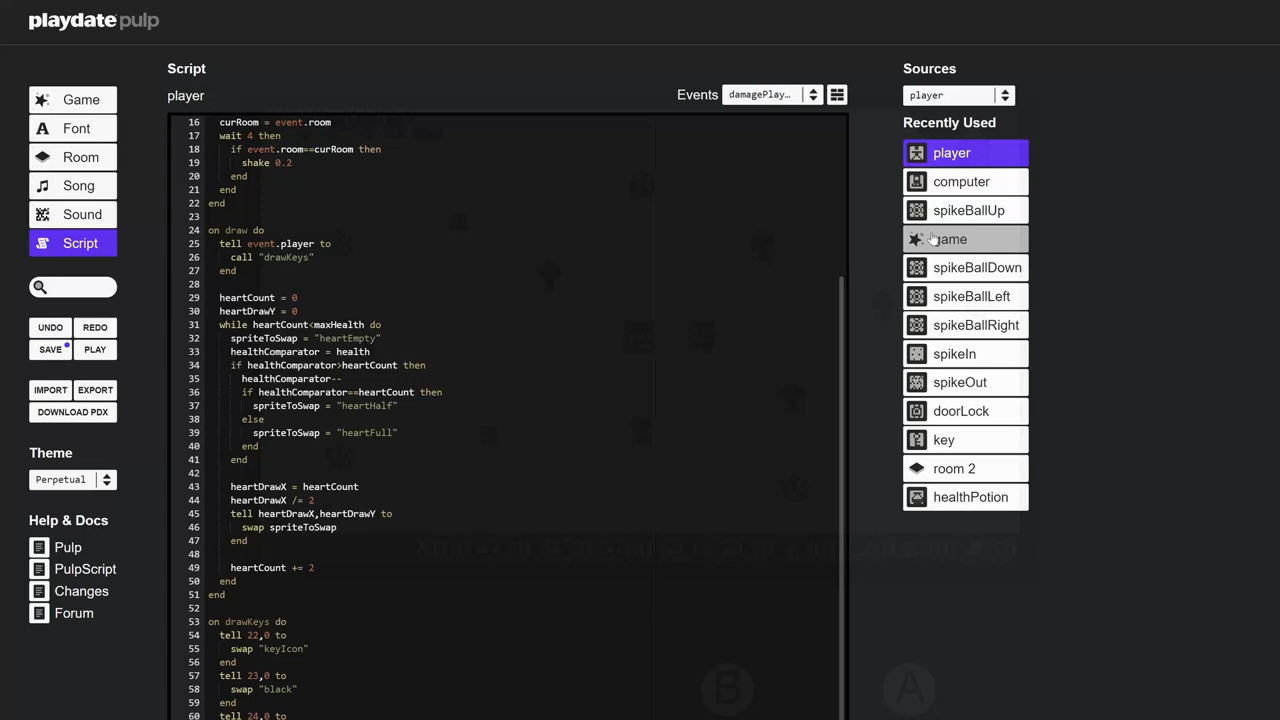 playdate pulp
Game
Font
Room
Song
Sound
Script
UNDO
REDO
SAVE
PLAY
IMPORT
EXPORT
DOWNLOAD PDX
Theme
Perpetual
Help & Docs
Pulp
PulpScript
Changes
Forum
Script
player
Events
damagePlay…
16 curRoom = event.room
17 wait 4 then
18 if event.room==curRoom then
19 shake 0.2
20 end
21 end
22 end
23
24 on draw do
25 tell event.player to
26 call "drawKeys"
27 end
28
29 heartCount = 0
30 heartDrawY = 0
31 while heartCount<maxHealth do
32 spriteToSwap = "heartEmpty"
33 healthComparator = health
34 if healthComparator>heartCount then
35 healthComparator--
36 if healthComparator==heartCount then
37 spriteToSwap = "heartHalf"
38 else
39 spriteToSwap = "heartFull"
40 end
41 end
42
43 heartDrawX = heartCount
44 heartDrawX /= 2
45 tell heartDrawX,heartDrawY to
46 swap spriteToSwap
47 end
48
49 heartCount += 2
50 end
51 end
52
53 on drawKeys do
54 tell 22,0 to
55 swap "keyIcon"
56 end
57 tell 23,0 to
58 swap "black"
59 end
60 tell 24,0 to
B
A
Sources
player
Recently Used
player
computer
spikeBallUp
game
spikeBallDown
spikeBallLeft
spikeBallRight
spikeIn
spikeOut
doorLock
key
room 2
healthPotion